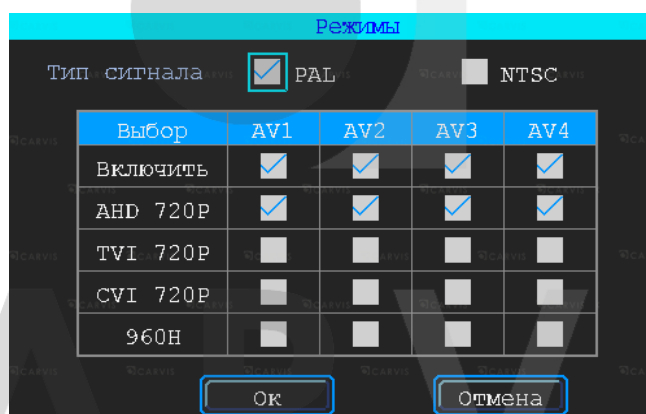 Режимы
Тип сигнала PAL NTSC
Выбор AV1 AV2 AV3 AV4
Включить
AHD 720P
TVI 720P
CVI 720P
960H
Ок Отмена